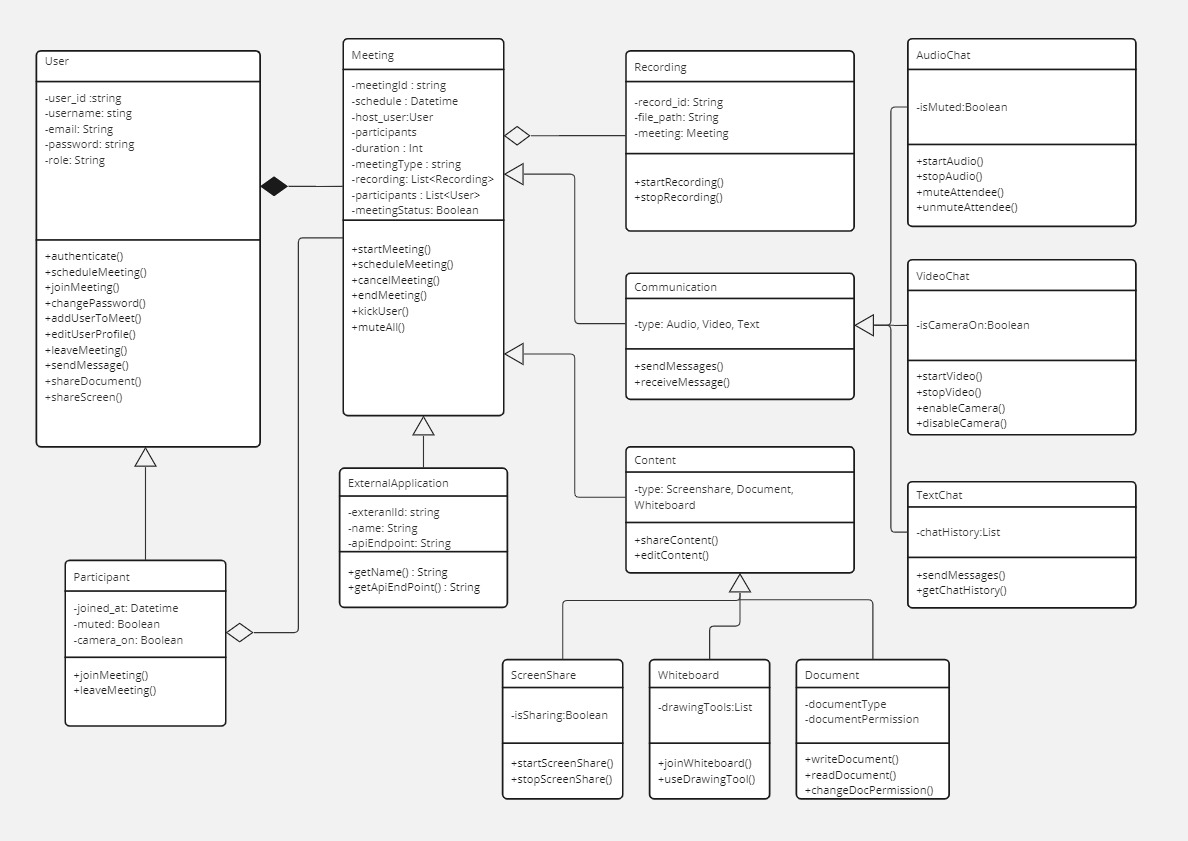 User
-user_id :string
-username: sting
-email: String
-password: string
-role: String
+authenticate()
+scheduleMeeting()
+joinMeeting()
+changePassword()
+addUserToMeet()
+editUserProfile()
+leaveMeeting()
+sendMessage()
+shareDocument()
+shareScreen()
Meeting
-meetingId : string
-schedule : Datetime
-host_user:User
-participants
-duration : Int
-meetingType : string
-recording: List<Recording>
-participants : List<User>
-meetingStatus: Boolean
+startMeeting()
+scheduleMeeting()
+cancelMeeting()
+endMeeting()
+kickUser()
+muteAll()
Recording
-record_id: String
-file_path: String
-meeting: Meeting
+startRecording()
+stopRecording()
AudioChat
-isMuted:Boolean
+startAudio()
+stopAudio()
+muteAttendee()
+unmuteAttendee()
Communication
-type: Audio, Video, Text
+sendMessages()
+receiveMessage()
VideoChat
-isCameraOn:Boolean
+startVideo()
+stopVideo()
+enableCamera()
+disableCamera()
Content
-type: Screenshare, Document,
Whiteboard
+shareContent()
+editContent()
TextChat
-chatHistory:List
+sendMessages()
+getChatHistory()
ExternalApplication
-exteranlId: string
-name: String
-apiEndpoint: String
+getName() : String
+getApiEndPoint() : String
Participant
-joined_at: Datetime
-muted: Boolean
-camera_on: Boolean
+joinMeeting()
+leaveMeeting()
ScreenShare
-isSharing:Boolean
+startScreenShare()
+stopScreenShare()
Whiteboard
-drawingTools:List
+joinWhiteboard()
+useDrawingTool()
Document
-documentType
-documentPermission
+writeDocument()
+readDocument()
+changeDocPermission()